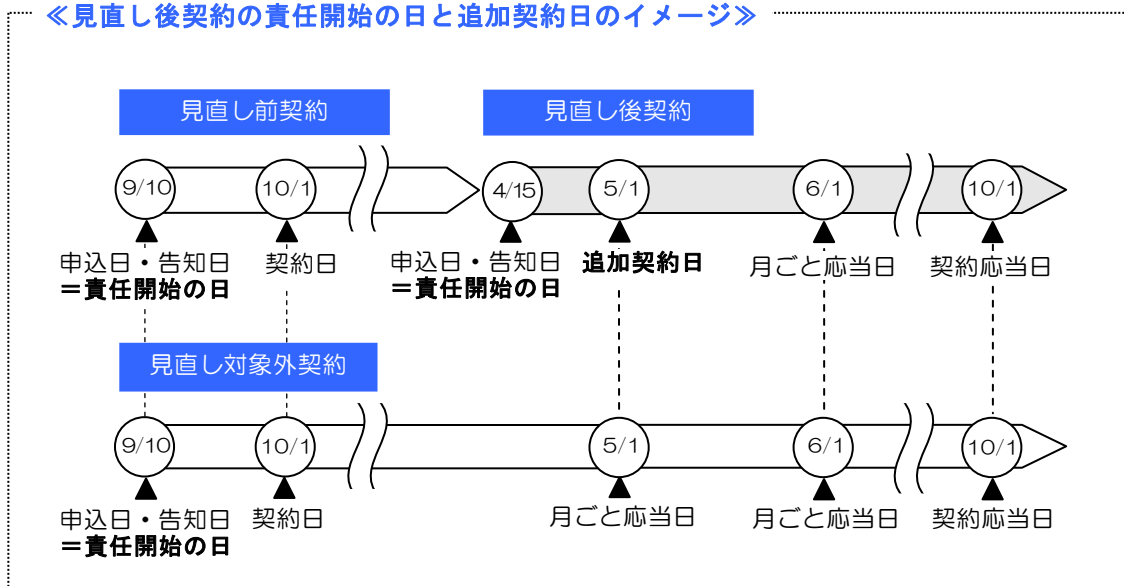 ≪見直し後契約の責任開始の日と追加契約日のイメージ≫
見直し前契約
見直し後契約
9/10
10/1
4/15
5/1
6/1
10/1
申込日・告知日
＝責任開始の日
契約日
申込日・告知日
＝責任開始の日
追加契約日
月ごと応当日
契約応当日
見直し対象外契約
9/10
10/1
5/1
6/1
10/1
申込日・告知日
＝責任開始の日
契約日
月ごと応当日
月ごと応当日
契約応当日